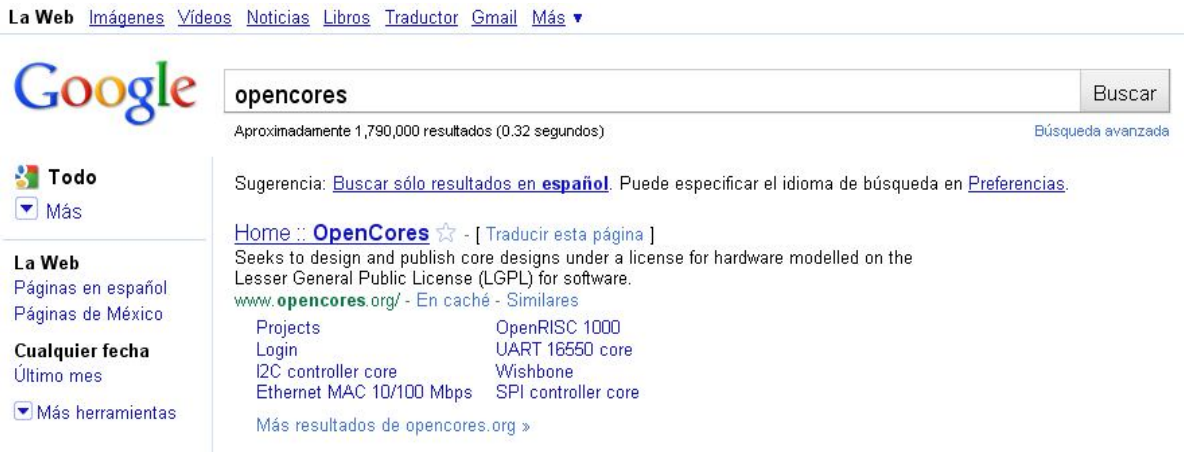 La Web Imágenes Vídeos Noticias Libros Traductor Gmail Más ▼
Google
opencores
Buscar
Aproximadamente 1,790,000 resultados (0.32 segundos)
Búsqueda avanzada
Todo
Más
La Web
Páginas en español
Páginas de México
Cualquier fecha
Último mes
Más herramientas
Sugerencia: Buscar sólo resultados en español. Puede especificar el idioma de búsqueda en Preferencias.
Home :: OpenCores - [ Traducir esta página ]
Seeks to design and publish core designs under a license for hardware modelled on the
Lesser General Public License (LGPL) for software.
www.opencores.org/ - En caché - Similares
Projects
Login
I2C controller core
Ethernet MAC 10/100 Mbps
OpenRISC 1000
UART 16550 core
Wishbone
SPI controller core
Más resultados de opencores.org »